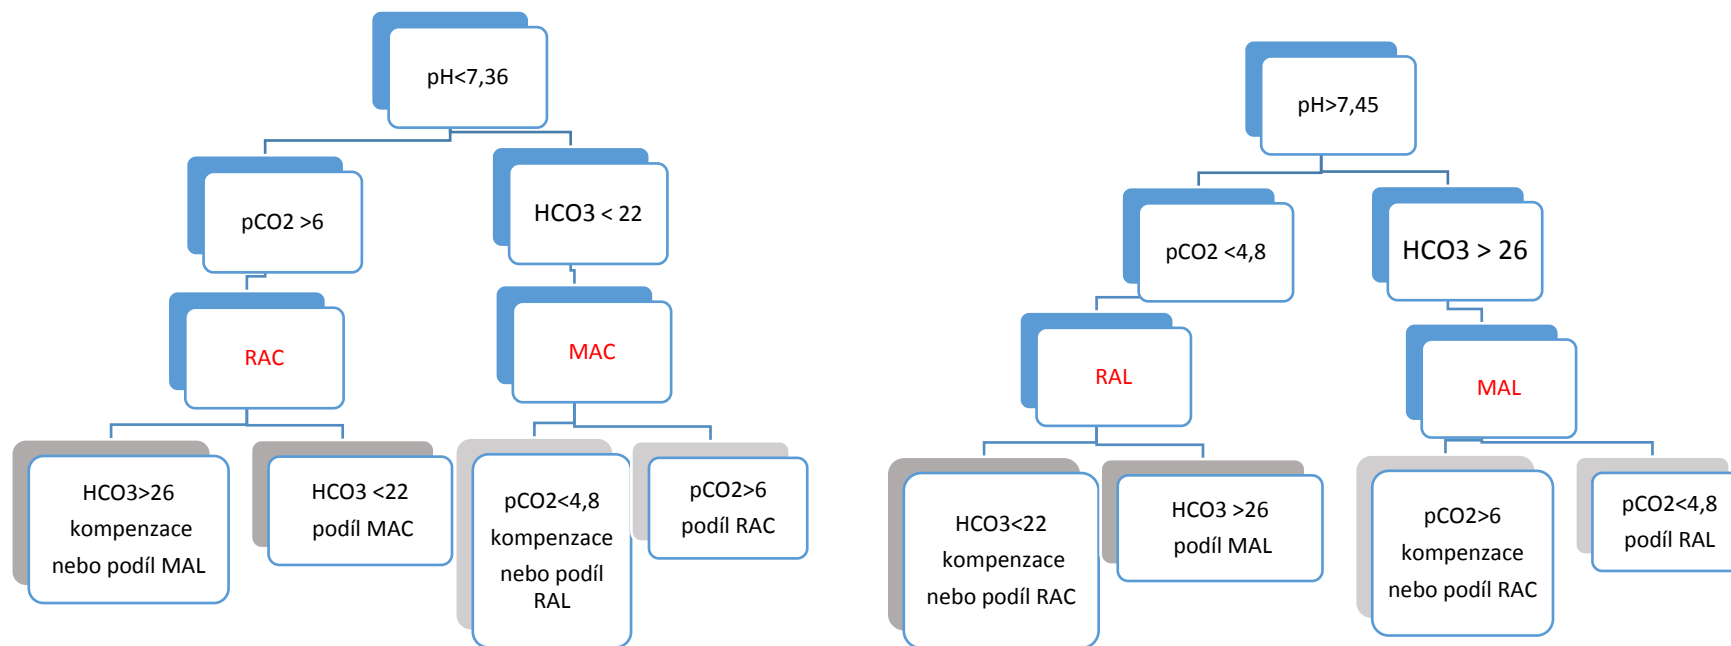 pH<7,36
pCO2 >6
HCO3 < 22
RAC
MAC
HCO3>26
kompenzace
nebo podíl MAL
HCO3 <22
podíl MAC
pCO2<4,8
kompenzace
nebo podíl
RAL
pCO2>6
podíl RAC
pH>7,45
pCO2 <4,8
HCO3 > 26
RAL
MAL
HCO3<22
kompenzace
nebo podíl RAC
HCO3 >26
podíl MAL
pCO2>6
kompenzace
nebo podíl RAC
pCO2<4,8
podíl RAL